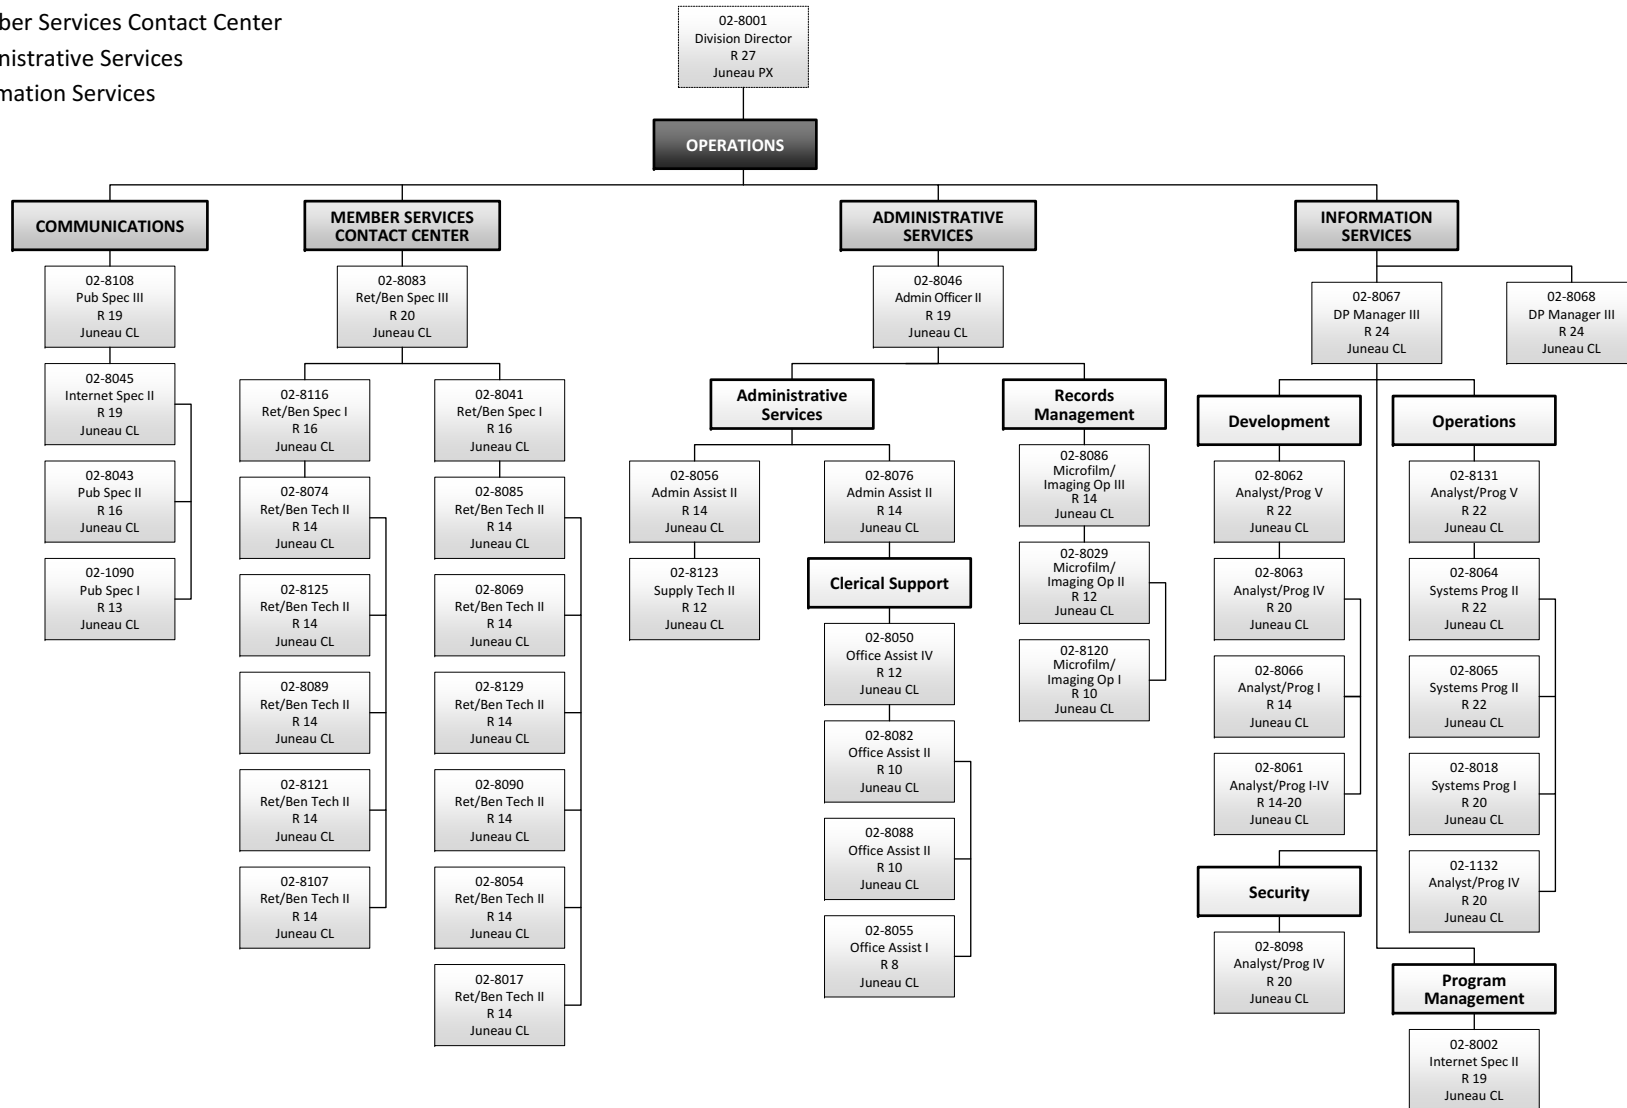 ber Services Contact Center
nistrative Services
mation Services
02-8001
Division Director
R 27
Juneau PX
OPERATIONS
COMMUNICATIONS
02-8108
Pub Spec III
R 19
Juneau CL
02-8045
Internet Spec II
R 19
Juneau CL
02-8043
Pub Spec II
R 16
Juneau CL
02-1090
Pub Spec I
R 13
Juneau CL
MEMBER SERVICES
CONTACT CENTER
02-8083
Ret/Ben Spec III
R 20
Juneau CL
02-8116
Ret/Ben Spec I
R 16
Juneau CL
02-8074
Ret/Ben Tech II
R 14
Juneau CL
02-8125
Ret/Ben Tech II
R 14
Juneau CL
02-8089
Ret/Ben Tech II
R 14
Juneau CL
02-8121
Ret/Ben Tech II
R 14
Juneau CL
02-8107
Ret/Ben Tech II
R 14
Juneau CL
02-8041
Ret/Ben Spec I
R 16
Juneau CL
02-8085
Ret/Ben Tech II
R 14
Juneau CL
02-8069
Ret/Ben Tech II
R 14
Juneau CL
02-8129
Ret/Ben Tech II
R 14
Juneau CL
02-8090
Ret/Ben Tech II
R 14
Juneau CL
02-8054
Ret/Ben Tech II
R 14
Juneau CL
02-8017
Ret/Ben Tech II
R 14
Juneau CL
ADMINISTRATIVE
SERVICES
02-8046
Admin Officer II
R 19
Juneau CL
Administrative
Services
02-8056
Admin Assist II
R 14
Juneau CL
02-8123
Supply Tech II
R 12
Juneau CL
02-8076
Admin Assist II
R 14
Juneau CL
Clerical Support
02-8050
Office Assist IV
R 12
Juneau CL
02-8082
Office Assist II
R 10
Juneau CL
02-8088
Office Assist II
R 10
Juneau CL
02-8055
Office Assist I
R 8
Juneau CL
Records
Management
02-8086
Microfilm/
Imaging Op III
R 14
Juneau CL
02-8029
Microfilm/
Imaging Op II
R 12
Juneau CL
02-8120
Microfilm/
Imaging Op I
R 10
Juneau CL
INFORMATION
SERVICES
02-8067
DP Manager III
R 24
Juneau CL
02-8068
DP Manager III
R 24
Juneau CL
Development
02-8062
Analyst/Prog V
R 22
Juneau CL
02-8063
Analyst/Prog IV
R 20
Juneau CL
02-8066
Analyst/Prog I
R 14
Juneau CL
02-8061
Analyst/Prog I-IV
R 14-20
Juneau CL
Operations
02-8131
Analyst/Prog V
R 22
Juneau CL
02-8064
Systems Prog II
R 22
Juneau CL
02-8065
Systems Prog II
R 22
Juneau CL
02-8018
Systems Prog I
R 20
Juneau CL
02-1132
Analyst/Prog IV
R 20
Juneau CL
Security
02-8098
Analyst/Prog IV
R 20
Juneau CL
Program
Management
02-8002
Internet Spec II
R 19
Juneau CL